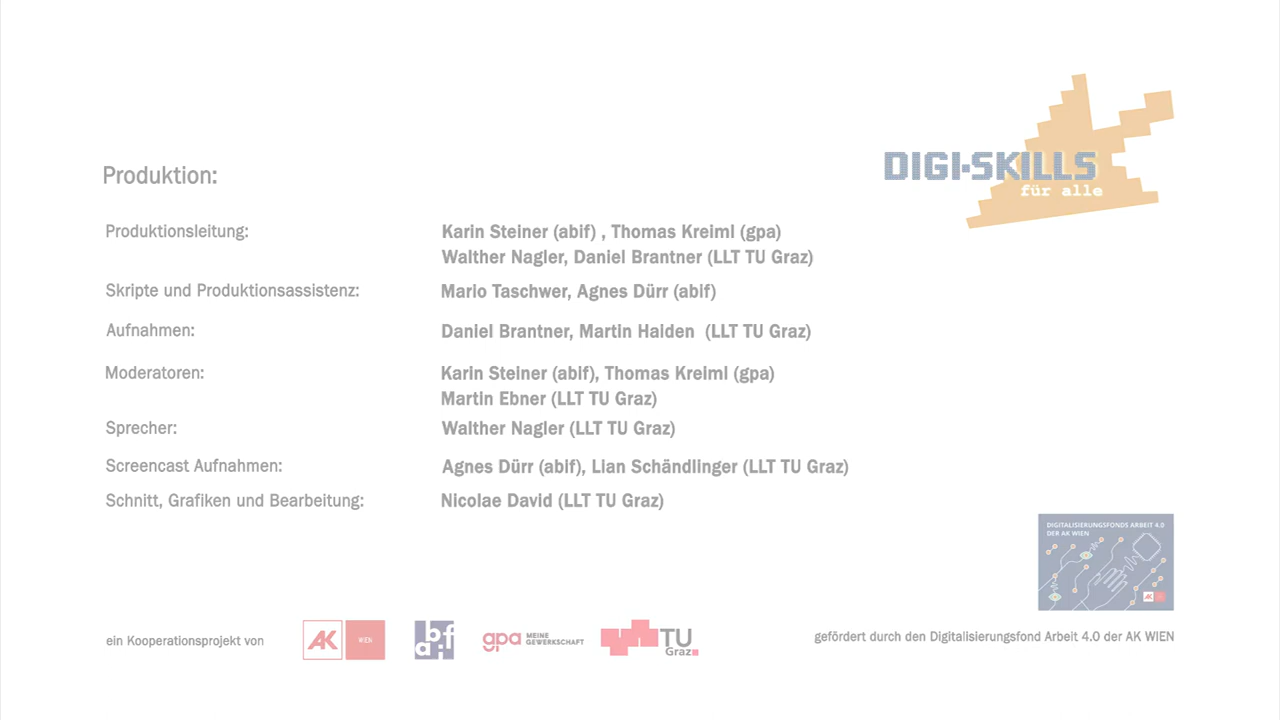 DIGI-SKILLS
für alle
Produktion:
Produktionsleitung: Karin Steiner (abif) , Thomas Kreiml (gpa)
Walther Nagler, Daniel Brantner (LLT TU Graz)
Skripte und Produktionsassistenz: Mario Taschwer, Agnes Dürr (abif)
Aufnahmen: Daniel Brantner, Martin Haiden (LLT TU Graz)
Moderatoren: Karin Steiner (abif), Thomas Kreiml (gpa)
Martin Ebner (LLT TU Graz)
Sprecher: Walther Nagler (LLT TU Graz)
Screencast Aufnahmen: Agnes Dürr (abif), Lian Schändlinger (LLT TU Graz)
Schnitt, Grafiken und Bearbeitung: Nicolae David (LLT TU Graz)
DIGITALISIERUNGSFONDS ARBEIT 4.0
DER AK WIEN
AK
ein Kooperationsprojekt von
AK WIEN
abif
gpa MEINE GEWERKSCHAFT
TU Graz
gefördert durch den Digitalisierungsfond Arbeit 4.0 der AK WIEN